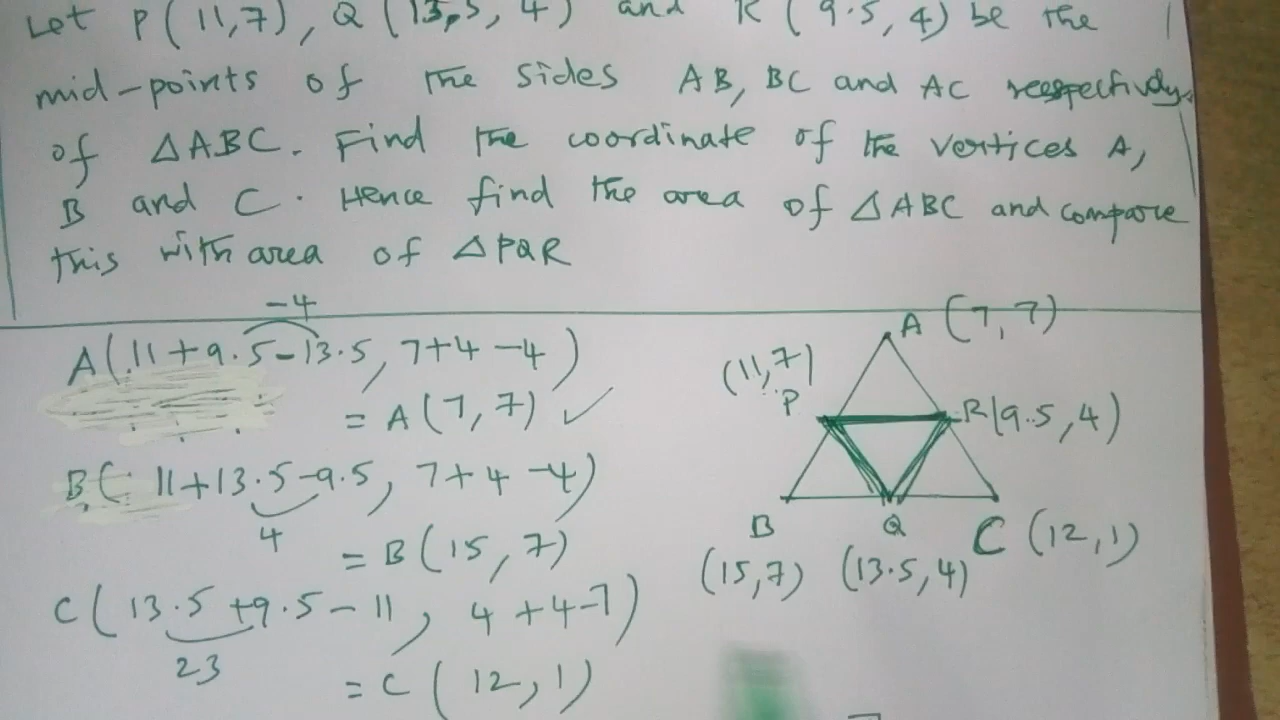 Let P(11,7), Q(13.5, 4) and R(9.5, 4) be the
mid-points of the sides AB, BC and AC respectively
of △ABC. Find the coordinate of the vertices A,
B and C. Hence find the area of △ABC and compare
this with area of △PQR
-4
A(11+9.5-13.5, 7+4-4)
= A(7,7) ✓
B(11+13.5-9.5, 7+4-4)
4
= B(15,7)
C(13.5+9.5-11, 4+4-7)
23
= C(12,1)
A (7,7)
(11,7)
P
R(9.5,4)
B Q C (12,1)
(15,7) (13.5,4)